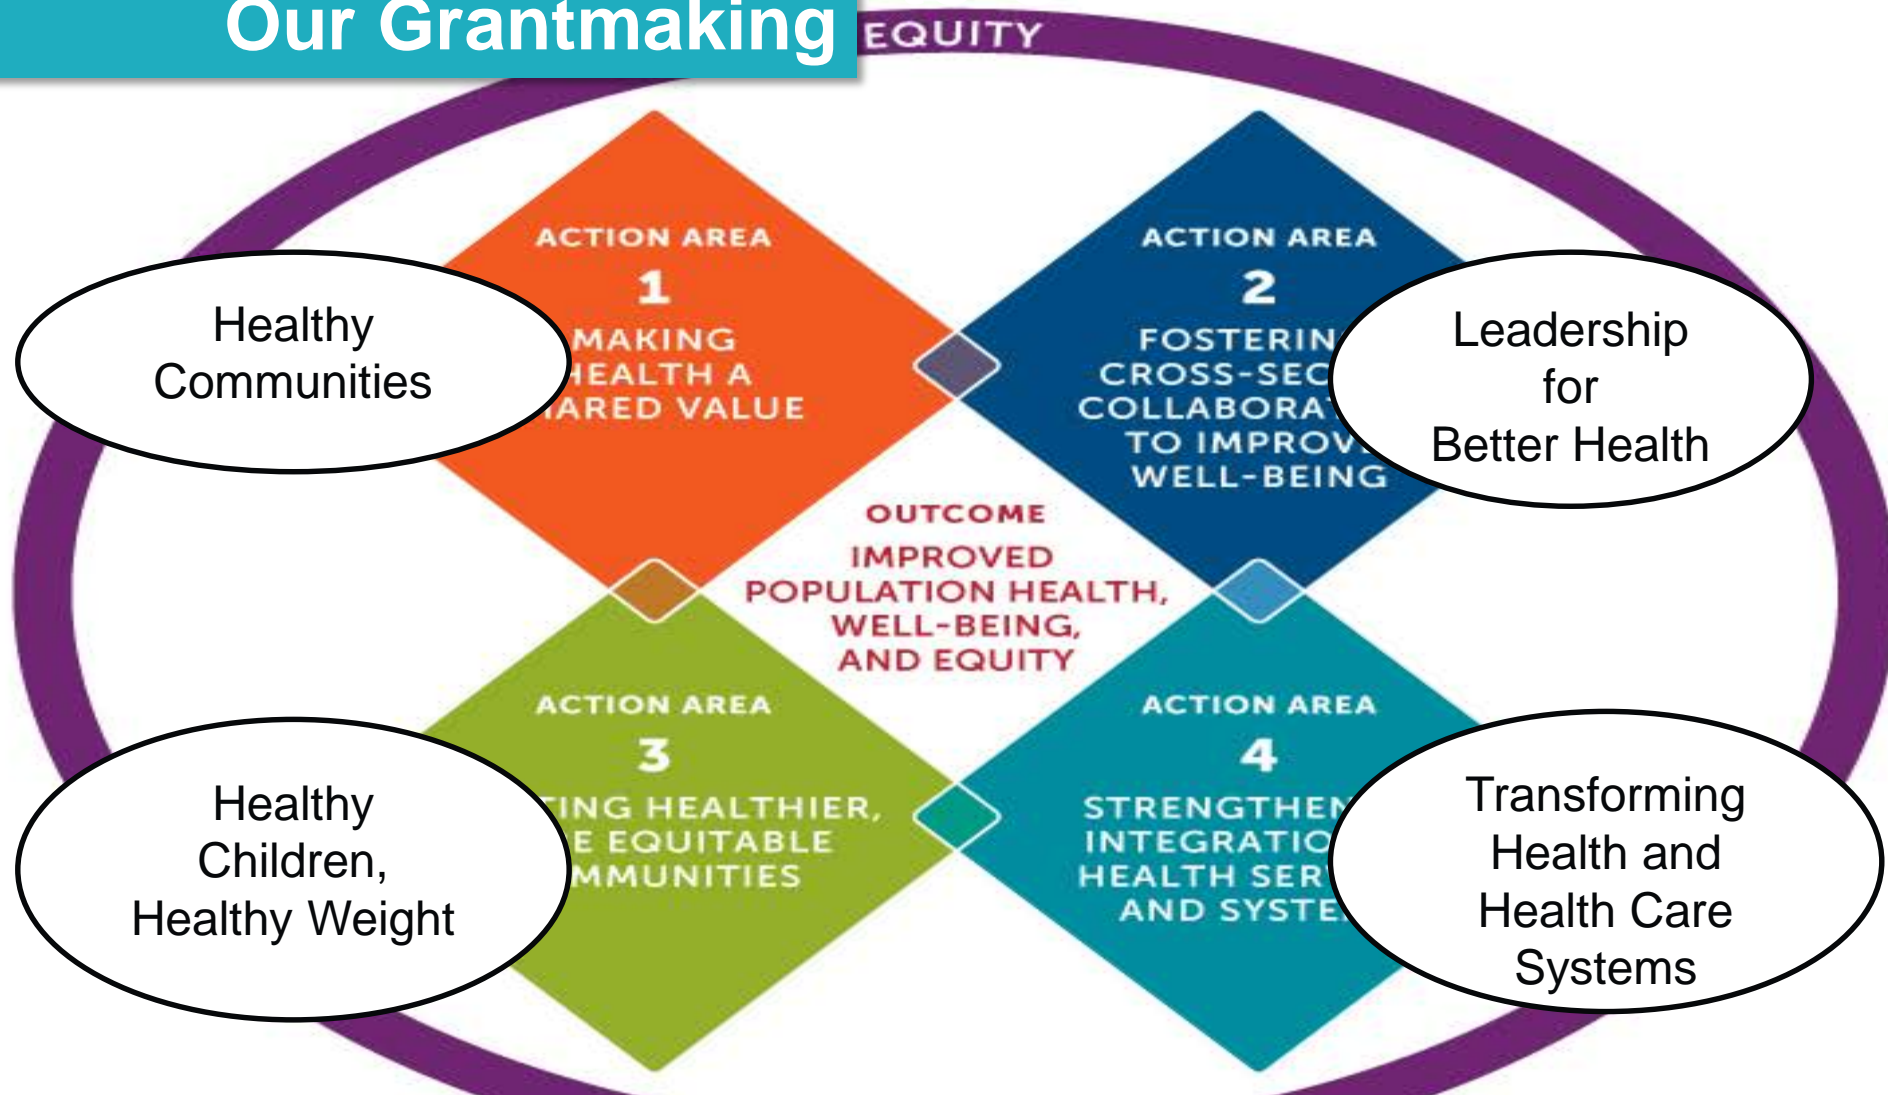 Our Grantmaking
EQUITY
ACTION AREA
1
MAKING
HEALTH A
SHARED VALUE
ACTION AREA
2
FOSTERIN
CROSS-SEC
COLLABORA
TO IMPROV
WELL-BEING
Healthy
Communities
Leadership
for
Better Health
OUTCOME
IMPROVED
POPULATION HEALTH,
WELL-BEING,
AND EQUITY
ACTION AREA
3
TING HEALTHIER,
E EQUITABLE
MMUNITIES
ACTION AREA
4
STRENGTHEN
INTEGRATIO
HEALTH SER
AND SYSTE
Healthy
Children,
Healthy Weight
Transforming
Health and
Health Care
Systems